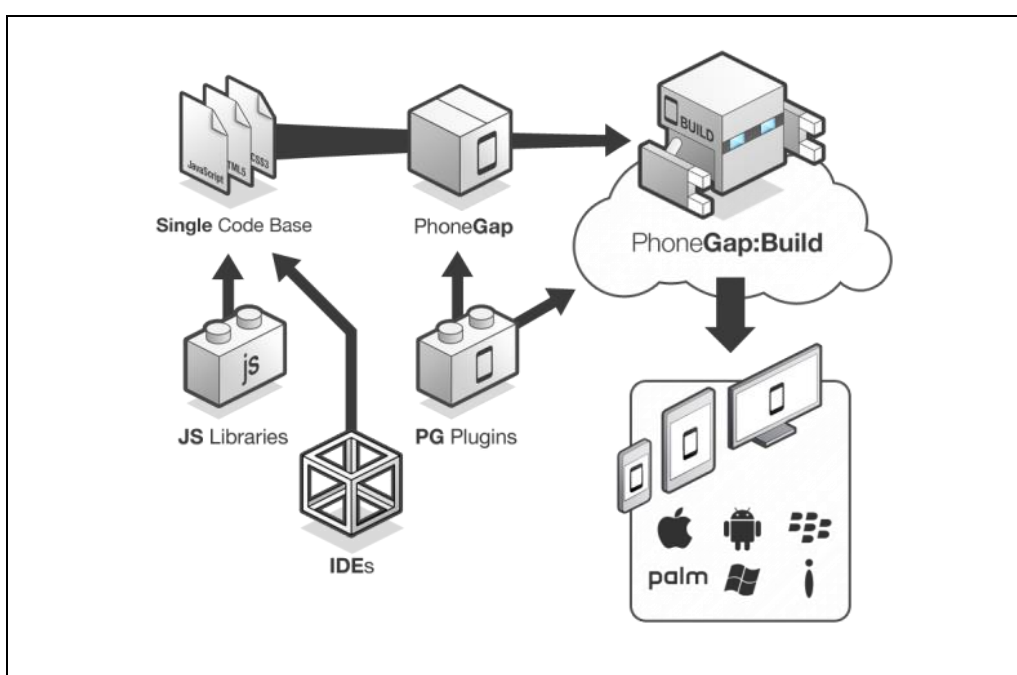 JavaScript
HTML5
CSS3
BUILD
Single Code Base
PhoneGap
PhoneGap:Build
js
JS Libraries
PG Plugins
IDEs
palm